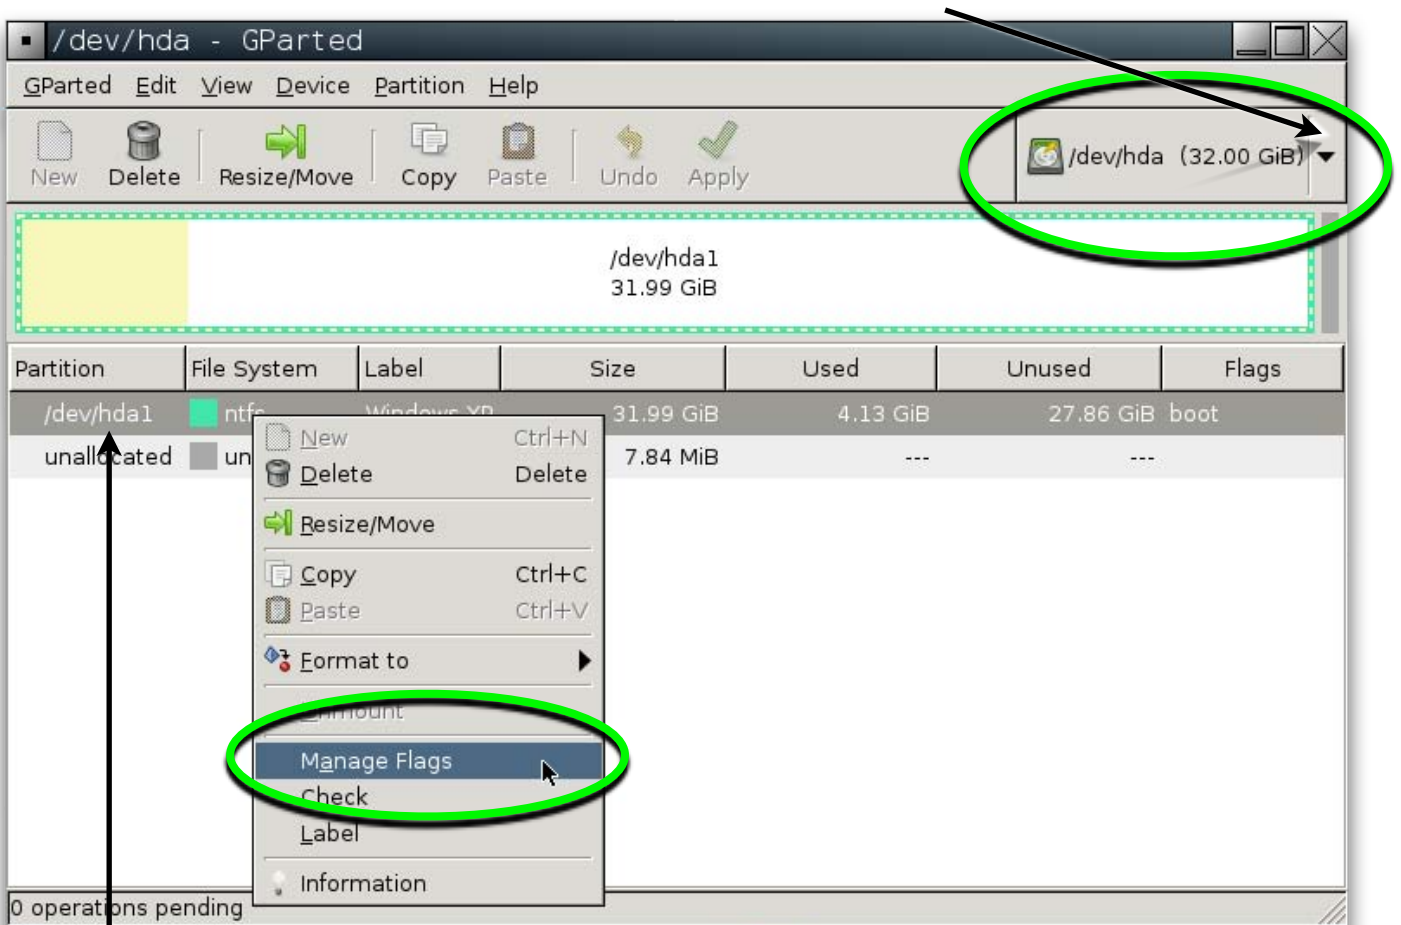 /dev/hda - GParted
GParted Edit View Device Partition Help
New Delete Resize/Move Copy Paste Undo Apply
/dev/hda (32.00 GiB)
/dev/hda1
31.99 GiB
Partition File System Label Size Used Unused Flags
/dev/hda1 ntfs Windows XP 31.99 GiB 4.13 GiB 27.86 GiB boot
unallocated un 7.84 MiB --- ---
New Ctrl+N
Delete Delete
Resize/Move
Copy Ctrl+C
Paste Ctrl+V
Format to
Unmount
Manage Flags
Check
Label
Information
0 operations pending